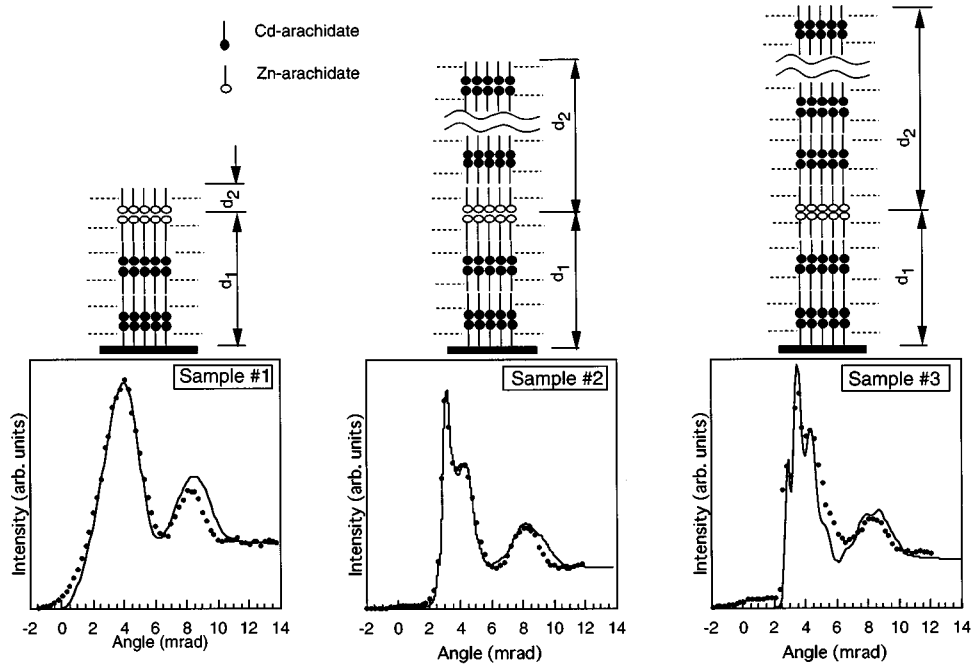 Cd-arachidate
Zn-arachidate
d2
d1
d2
d1
d2
d1
Sample #1
Intensity (arb. units)
-2 0 2 4 6 8 10 12 14
Angle (mrad)
Sample #2
Intensity (arb. units)
-2 0 2 4 6 8 10 12 14
Angle (mrad)
Sample #3
Intensity (arb. units)
-2 0 2 4 6 8 10 12 14
Angle (mrad)